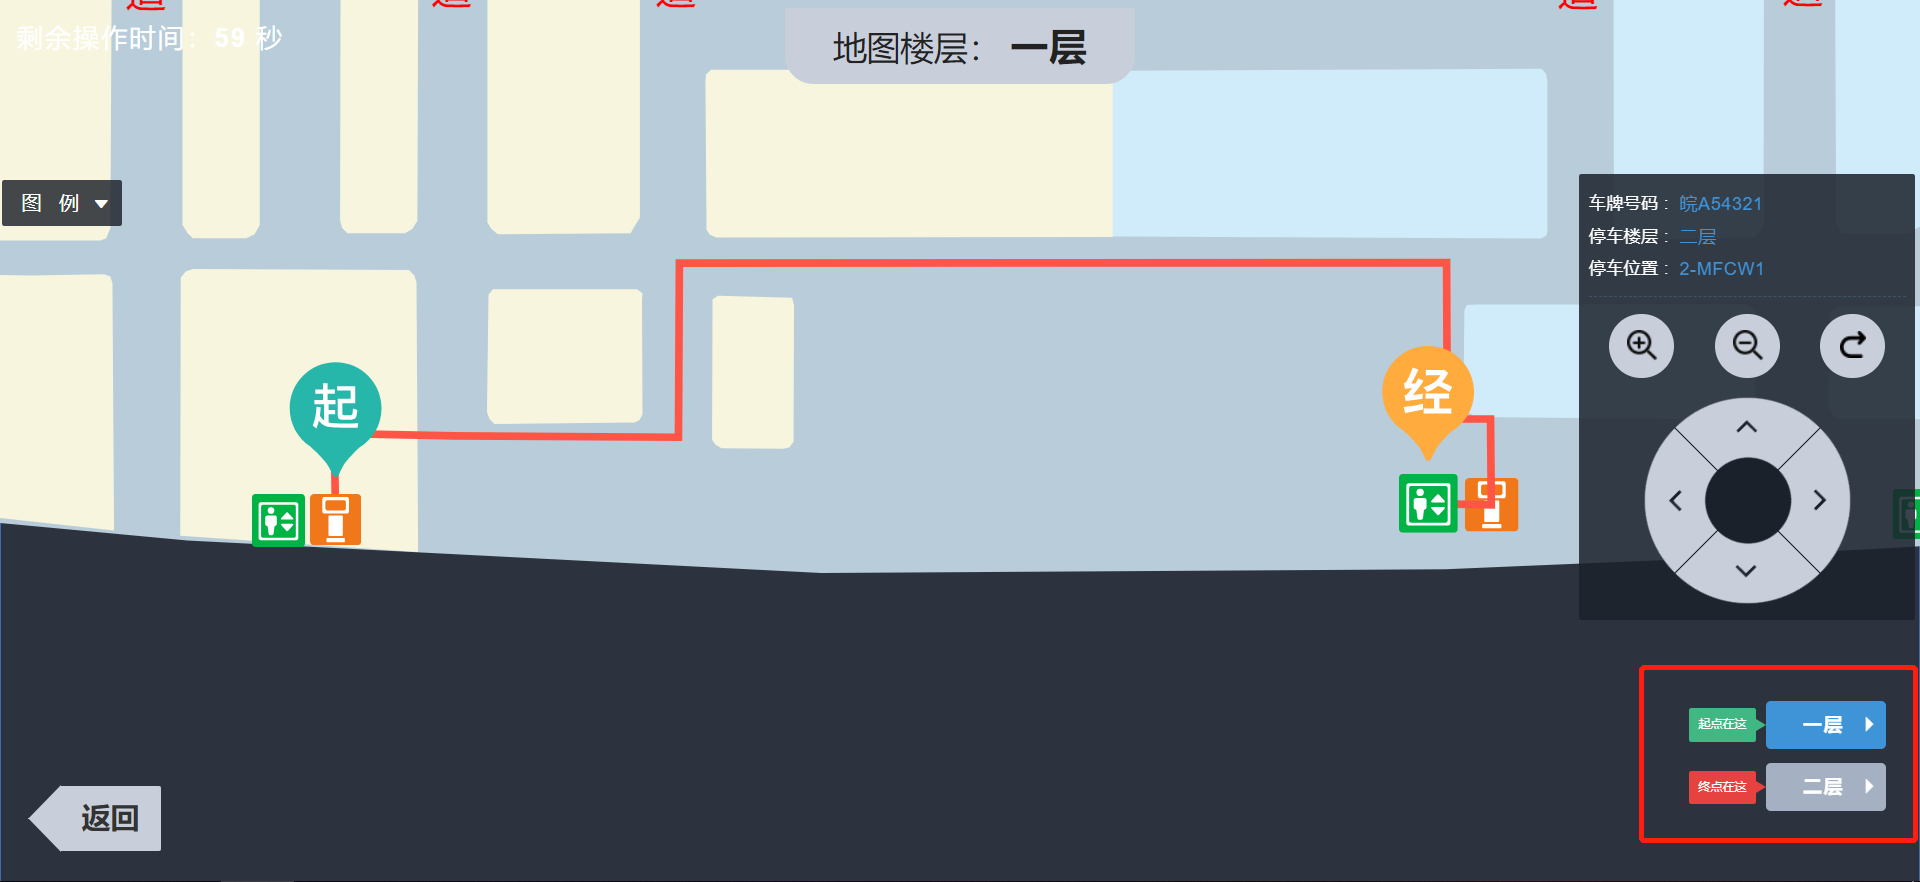 剩余操作时间：59 秒
地图楼层： 一层
图 例
车牌号码： 皖A54321
停车楼层： 二层
停车位置： 2-MFCW1
起
经
起点在这
一层
终点在这
二层
返回